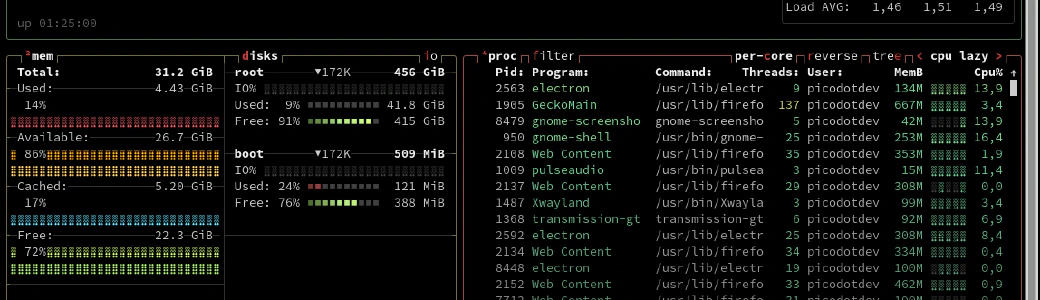 Load AVG: 1,46 1,51 1,49
up 01:25:00
²mem
Total: 31.2 GiB
Used: 4.43 GiB
14%
Available: 26.7 GiB
86%
Cached: 5.20 GiB
17%
Free: 22.3 GiB
72%
disks io
root ▼172K 456 GiB
IO%
Used: 9% 41.8 GiB
Free: 91% 415 GiB
boot ▼172K 509 MiB
IO%
Used: 24% 121 MiB
Free: 76% 388 MiB
⁴proc filter per-core reverse tree < cpu lazy >
Pid: Program: Command: Threads: User: MemB Cpu% ↑
2563 electron /usr/lib/electr 9 picodotdev 134M 13,9
1905 GeckoMain /usr/lib/firefo 137 picodotdev 667M 3,4
8479 gnome-screensho gnome-screensho 5 picodotdev 42M 13,9
950 gnome-shell /usr/bin/gnome- 25 picodotdev 253M 16,4
2108 Web Content /usr/lib/firefo 35 picodotdev 353M 1,9
1009 pulseaudio /usr/bin/pulsea 3 picodotdev 15M 11,4
2137 Web Content /usr/lib/firefo 29 picodotdev 308M 0,0
1487 Xwayland /usr/bin/Xwayla 3 picodotdev 99M 3,4
1368 transmission-gt transmission-gt 6 picodotdev 92M 6,9
2592 electron /usr/lib/electr 25 picodotdev 308M 8,4
2134 Web Content /usr/lib/firefo 34 picodotdev 334M 0,4
8448 electron /usr/lib/electr 19 picodotdev 100M 0,0
2152 Web Content /usr/lib/firefo 33 picodotdev 462M 0,9